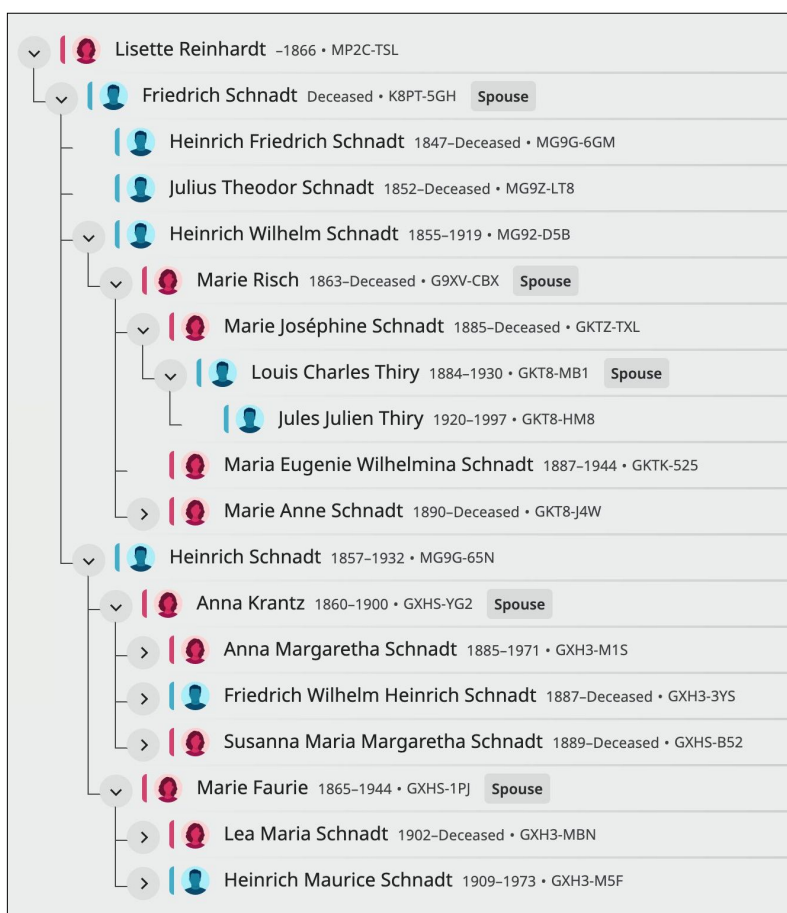 Lisette Reinhardt –1866 • MP2C-TSL
Friedrich Schnadt Deceased • K8PT-5GH Spouse
Heinrich Friedrich Schnadt 1847–Deceased • MG9G-6GM
Julius Theodor Schnadt 1852–Deceased • MG9Z-LT8
Heinrich Wilhelm Schnadt 1855–1919 • MG92-D5B
Marie Risch 1863–Deceased • G9XV-CBX Spouse
Marie Joséphine Schnadt 1885–Deceased • GKTZ-TXL
Louis Charles Thiry 1884–1930 • GKT8-MB1 Spouse
Jules Julien Thiry 1920–1997 • GKT8-HM8
Maria Eugenie Wilhelmina Schnadt 1887–1944 • GKTK-525
Marie Anne Schnadt 1890–Deceased • GKT8-J4W
Heinrich Schnadt 1857–1932 • MG9G-65N
Anna Krantz 1860–1900 • GXHS-YG2 Spouse
Anna Margaretha Schnadt 1885–1971 • GXH3-M1S
Friedrich Wilhelm Heinrich Schnadt 1887–Deceased • GXH3-3YS
Susanna Maria Margaretha Schnadt 1889–Deceased • GXHS-B52
Marie Faurie 1865–1944 • GXHS-1PJ Spouse
Lea Maria Schnadt 1902–Deceased • GXH3-MBN
Heinrich Maurice Schnadt 1909–1973 • GXH3-M5F